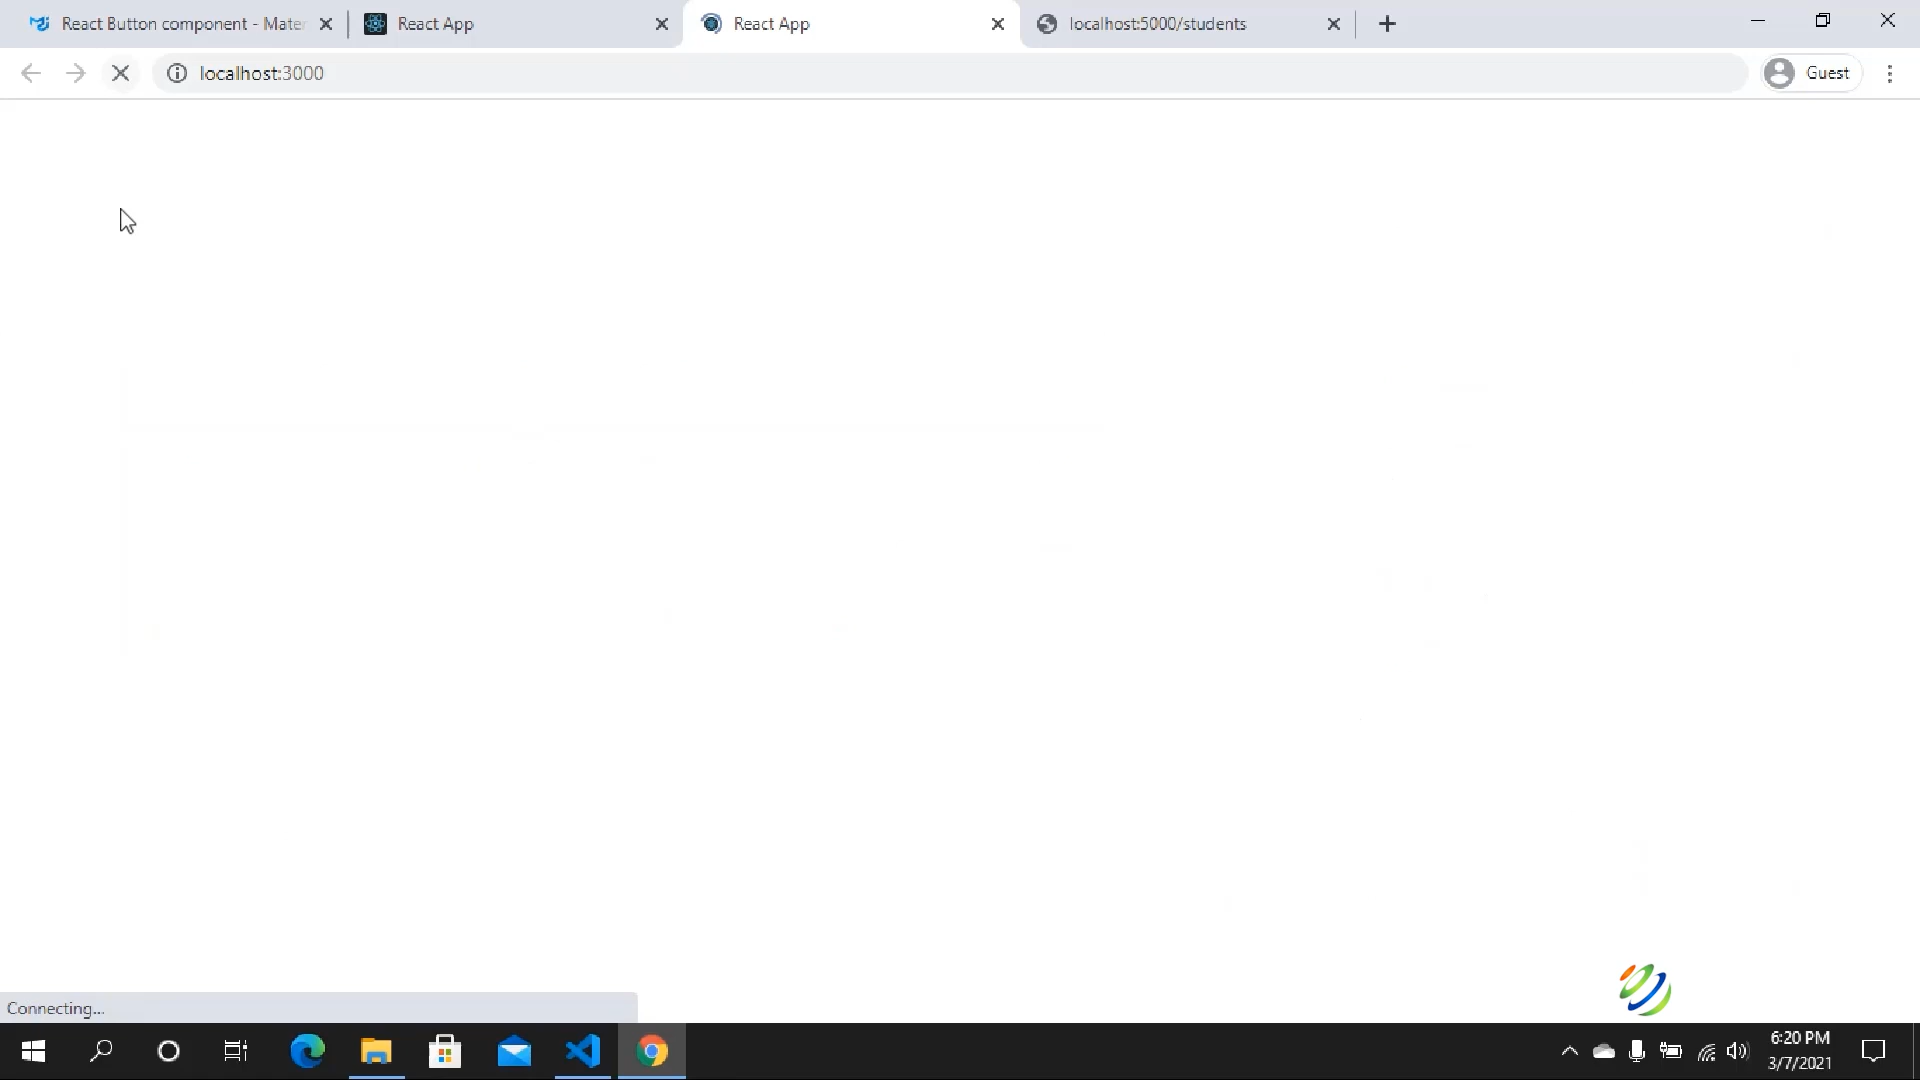 React Button component - Mater
React App
React App
localhost:5000/students
localhost:3000
Guest
Connecting...
6:20 PM
3/7/2021